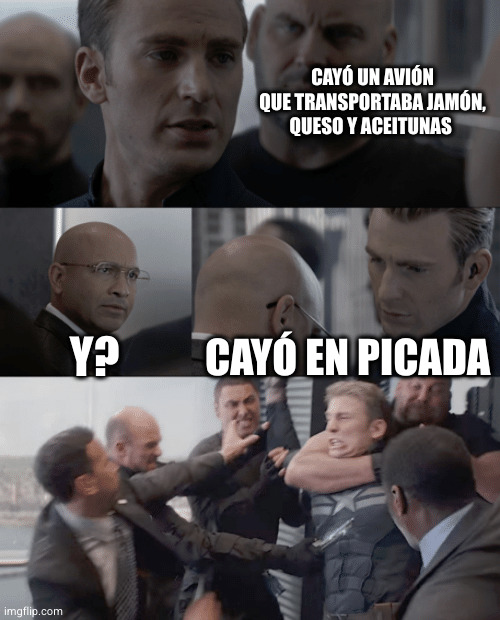 CAYÓ UN AVIÓN
QUE TRANSPORTABA JAMÓN,
QUESO Y ACEITUNAS
Y?
CAYÓ EN PICADA
imgflip.com